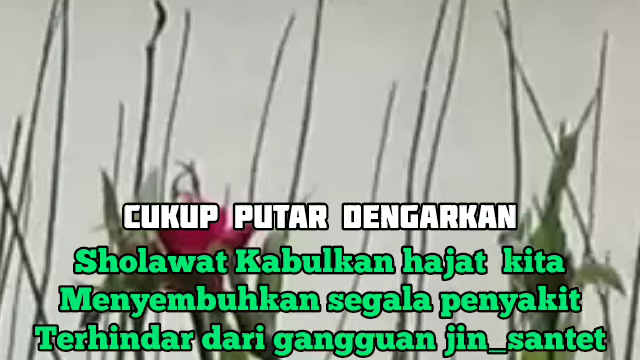 CUKUP PUTAR DENGARKAN
Sholawat Kabulkan hajat kita
Menyembuhkan segala penyakit
Terhindar dari gangguan jin_santet